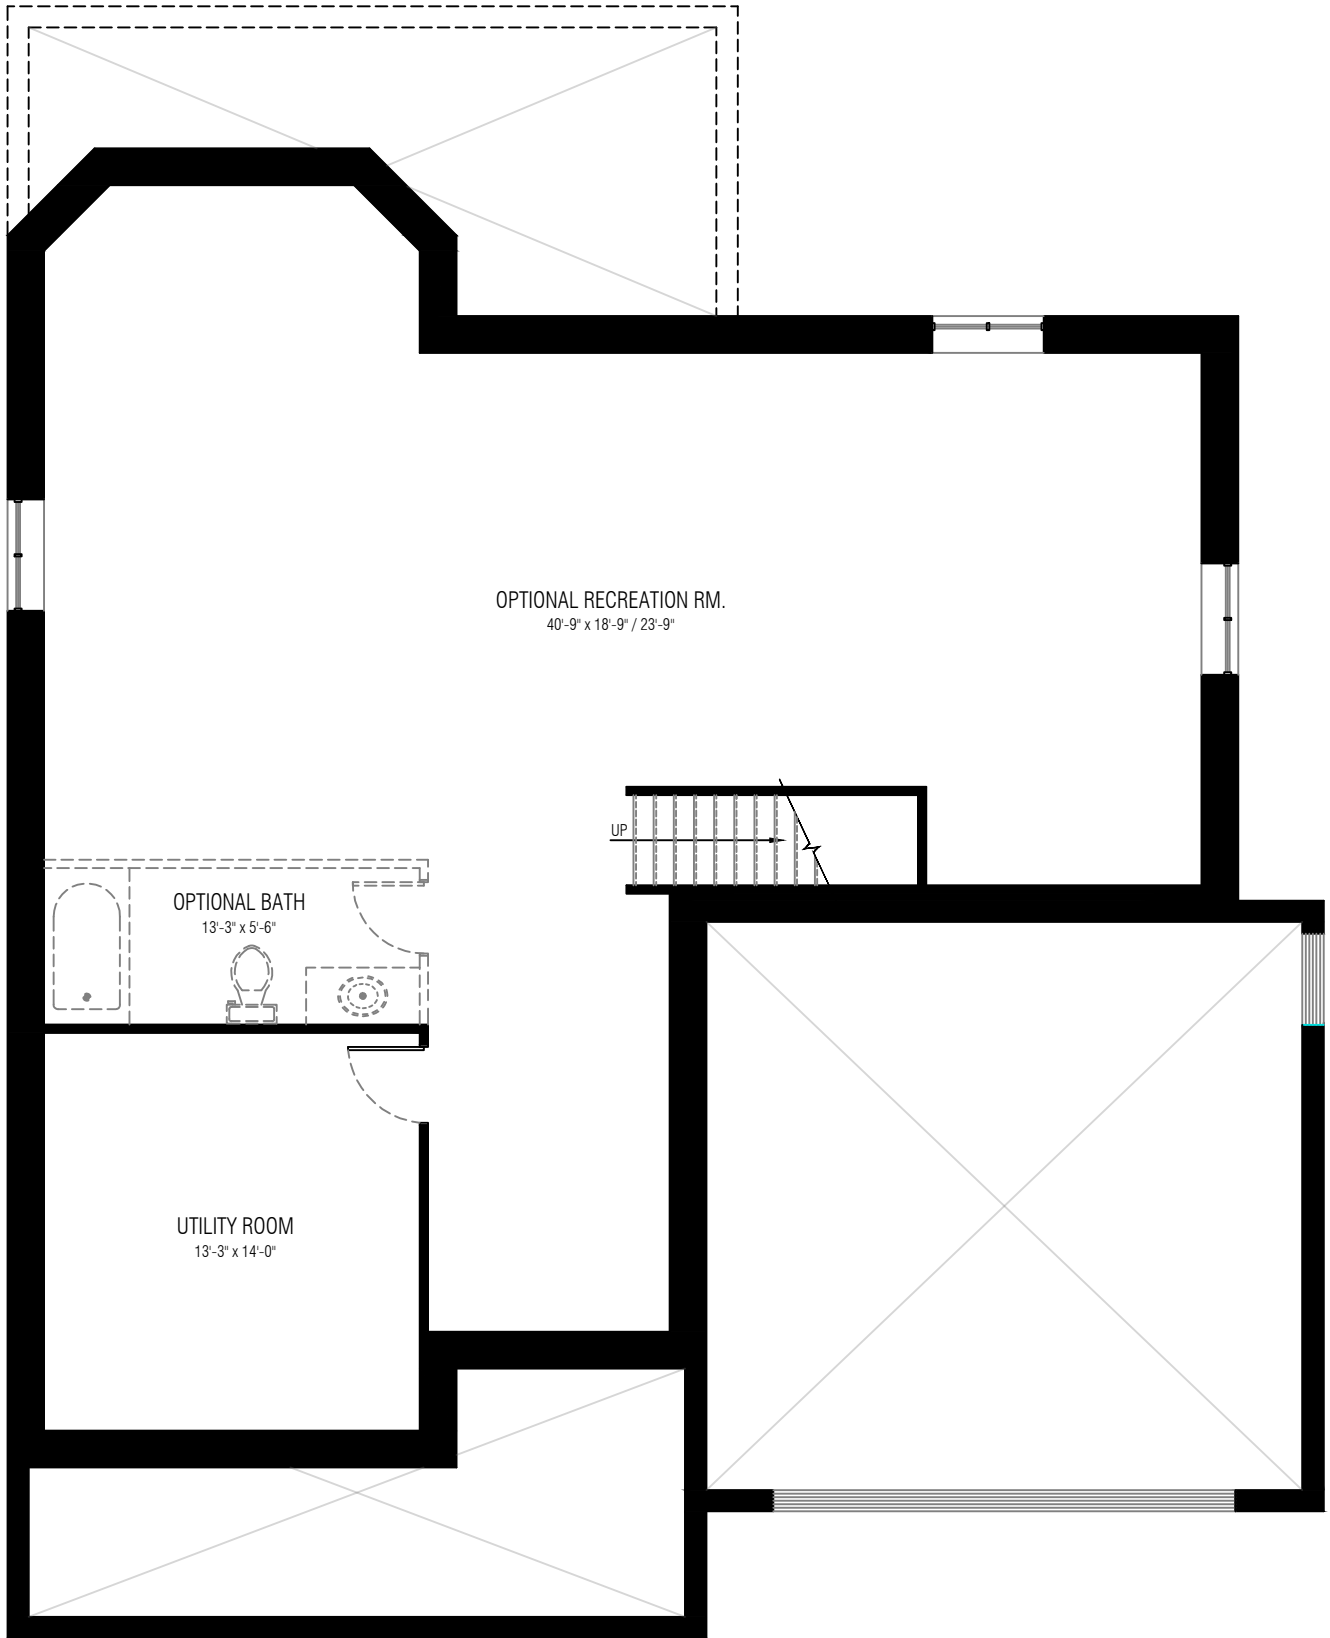 OPTIONAL RECREATION RM.
40'-9" x 18'-9" / 23'-9"
UP
OPTIONAL BATH
13'-3" x 5'-6"
UTILITY ROOM
13'-3" x 14'-0"